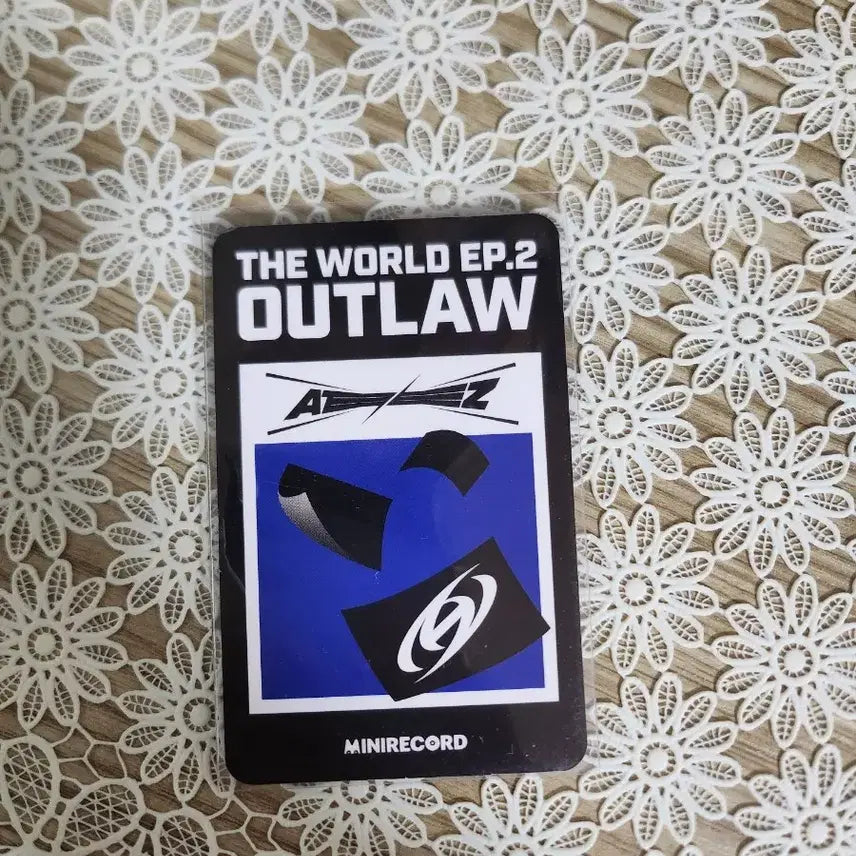 THE WORLD EP.2
OUTLAW
ATEEZ
MINIRECORD